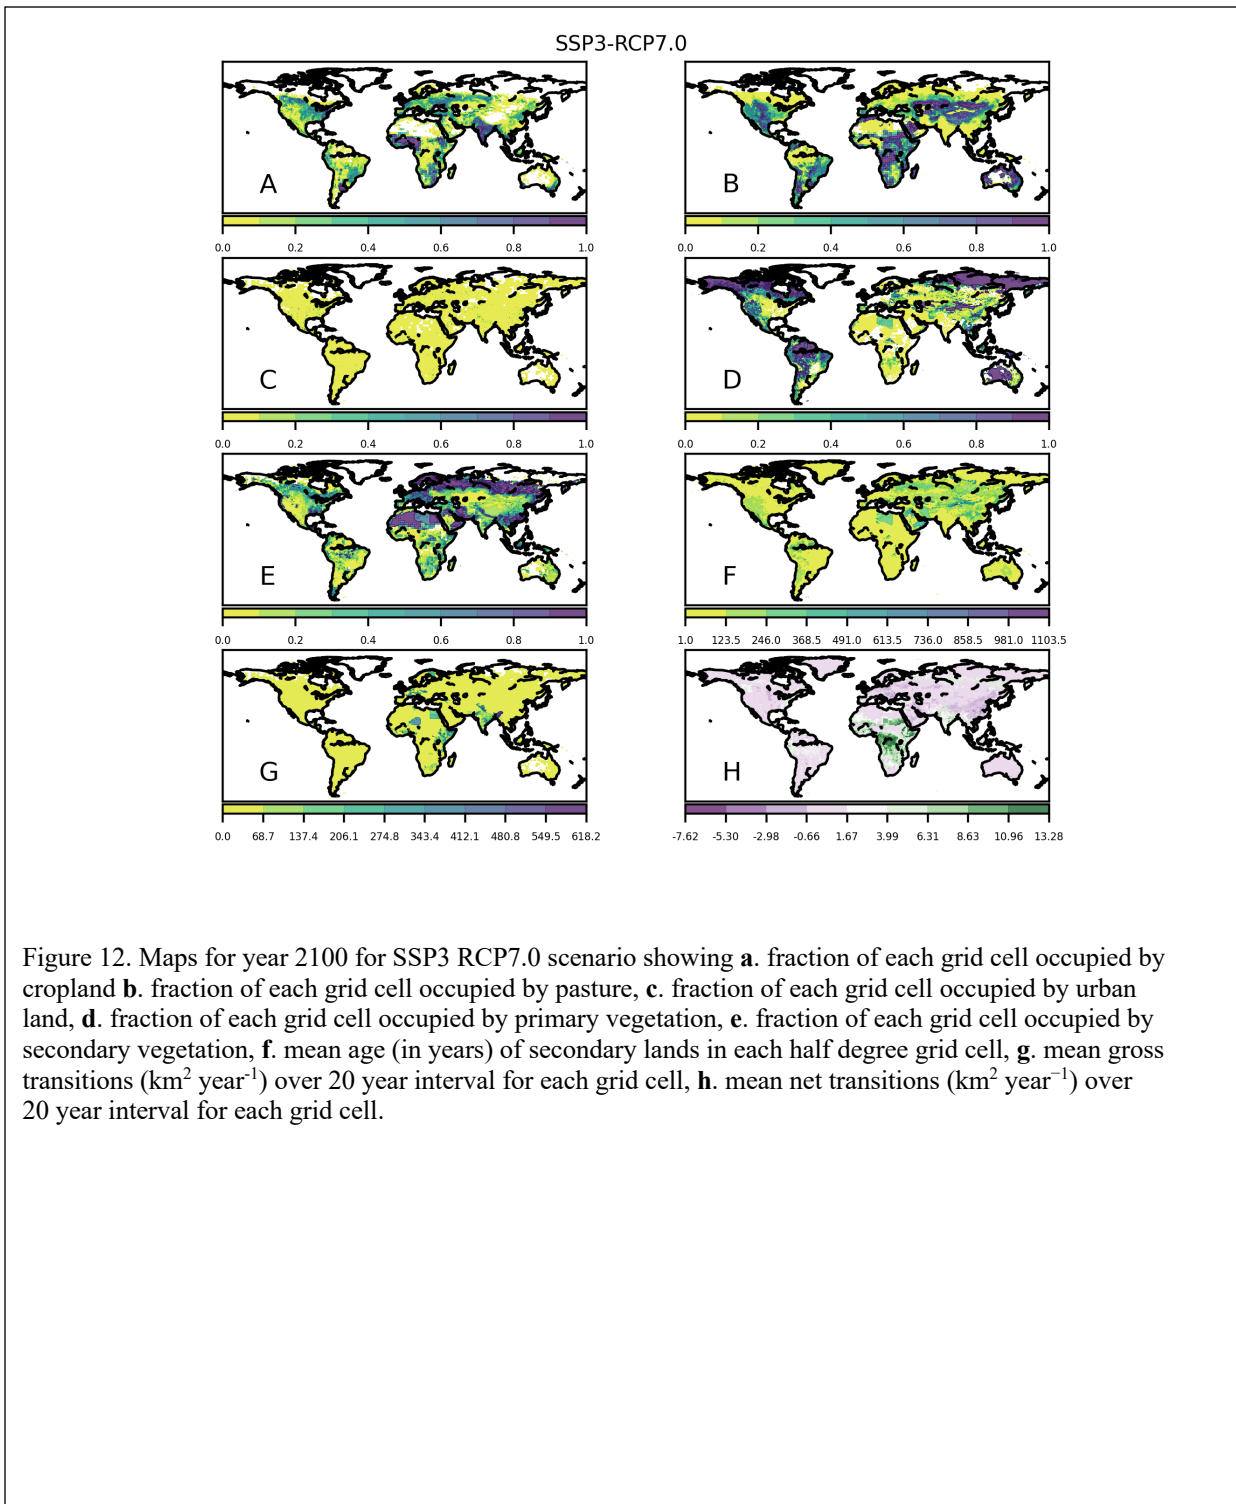 SSP3-RCP7.0
A
B
0.0 0.2 0.4 0.6 0.8 1.0
0.0 0.2 0.4 0.6 0.8 1.0
C
D
0.0 0.2 0.4 0.6 0.8 1.0
0.0 0.2 0.4 0.6 0.8 1.0
E
F
0.0 0.2 0.4 0.6 0.8 1.0
1.0 123.5 246.0 368.5 491.0 613.5 736.0 858.5 981.0 1103.5
G
H
0.0 68.7 137.4 206.1 274.8 343.4 412.1 480.8 549.5 618.2
-7.62 -5.30 -2.98 -0.66 1.67 3.99 6.31 8.63 10.96 13.28
Figure 12. Maps for year 2100 for SSP3 RCP7.0 scenario showing a. fraction of each grid cell occupied by
cropland b. fraction of each grid cell occupied by pasture, c. fraction of each grid cell occupied by urban
land, d. fraction of each grid cell occupied by primary vegetation, e. fraction of each grid cell occupied by
secondary vegetation, f. mean age (in years) of secondary lands in each half degree grid cell, g. mean gross
transitions (km² year⁻¹) over 20 year interval for each grid cell, h. mean net transitions (km² year⁻¹) over
20 year interval for each grid cell.